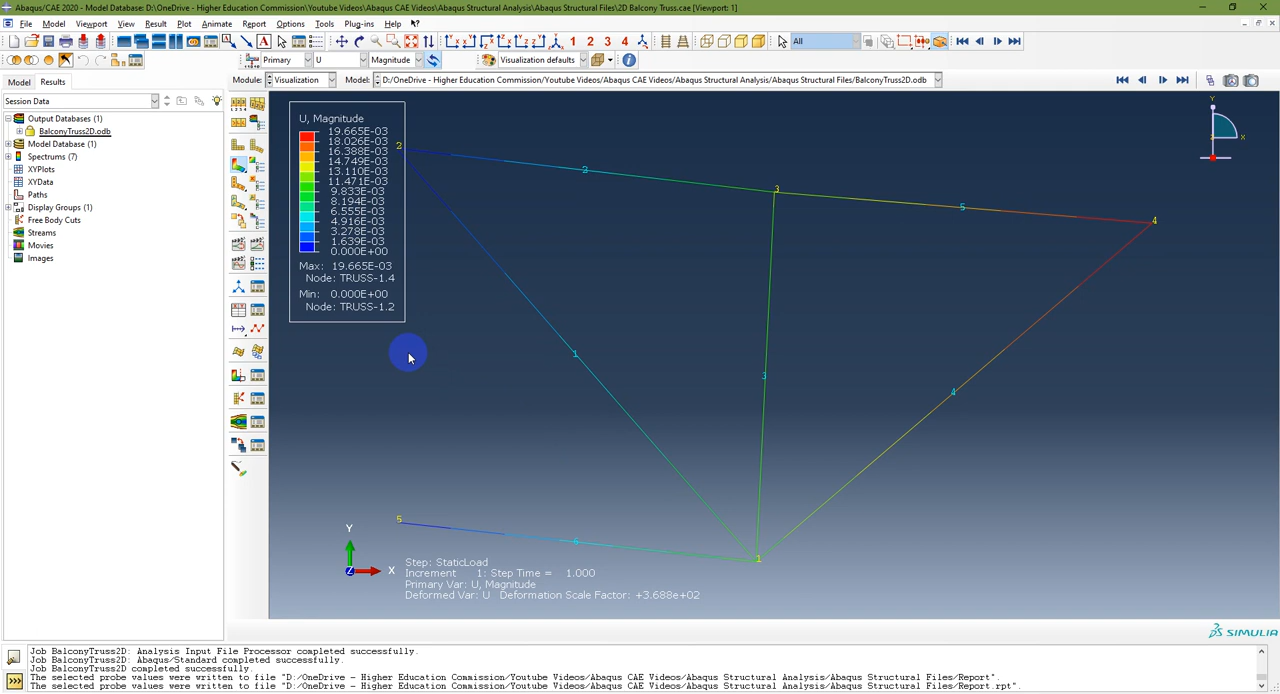 Abaqus/CAE 2020 - Model Database: D:\OneDrive - Higher Education Commission\Youtube Videos\Abaqus CAE Videos\Abaqus Structural Analysis\Abaqus Structural Files\2D Balcony Truss.cae [Viewport: 1]
File Model Viewport View Result Plot Animate Report Options Tools Plug-ins Help
1 2 3 4 All
Primary U Magnitude Visualization defaults
Model Results Module: Visualization Model: D:/OneDrive - Higher Education Commission/Youtube Videos/Abaqus CAE Videos/Abaqus Structural Analysis/Abaqus Structural Files/BalconyTruss2D.odb
Session Data
Output Databases (1)
BalconyTruss2D.odb
Model Database (1)
Spectrums (7)
XYPlots
XYData
Paths
Display Groups (1)
Free Body Cuts
Streams
Movies
Images
U, Magnitude
19.665E-03
18.026E-03
16.388E-03
14.749E-03
13.110E-03
11.471E-03
9.833E-03
8.194E-03
6.555E-03
4.916E-03
3.278E-03
1.639E-03
0.000E+00
Max: 19.665E-03
Node: TRUSS-1.4
Min: 0.000E+00
Node: TRUSS-1.2
2
2
3
5
4
1
3
4
5
6
1
Y
X
Z
Y
X
Step: StaticLoad
Increment 1: Step Time = 1.000
Primary Var: U, Magnitude
Deformed Var: U Deformation Scale Factor: +3.688e+02
SIMULIA
Job BalconyTruss2D: Analysis Input File Processor completed successfully.
Job BalconyTruss2D: Abaqus/Standard completed successfully.
Job BalconyTruss2D completed successfully.
The selected probe values were written to file "D:/OneDrive - Higher Education Commission/Youtube Videos/Abaqus CAE Videos/Abaqus Structural Analysis/Abaqus Structural Files/Report".
The selected probe values were written to file "D:/OneDrive - Higher Education Commission/Youtube Videos/Abaqus CAE Videos/Abaqus Structural Analysis/Abaqus Structural Files/Report.rpt".